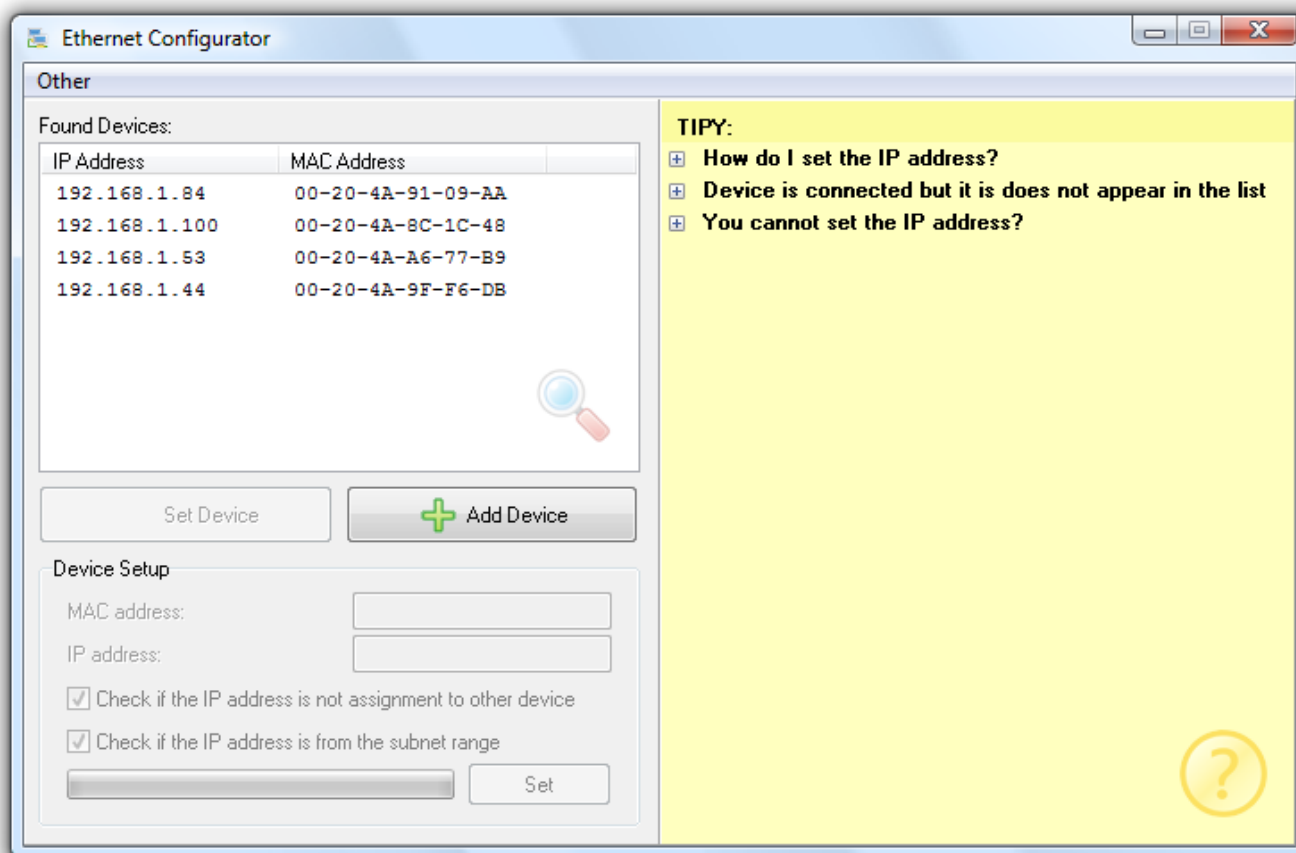 Ethernet Configurator
Other
Found Devices:
IP Address MAC Address
192.168.1.84 00-20-4A-91-09-AA
192.168.1.100 00-20-4A-8C-1C-48
192.168.1.53 00-20-4A-A6-77-B9
192.168.1.44 00-20-4A-9F-F6-DB
Set Device Add Device
Device Setup
MAC address:
IP address:
Check if the IP address is not assignment to other device
Check if the IP address is from the subnet range
Set
TIPY:
How do I set the IP address?
Device is connected but it is does not appear in the list
You cannot set the IP address?